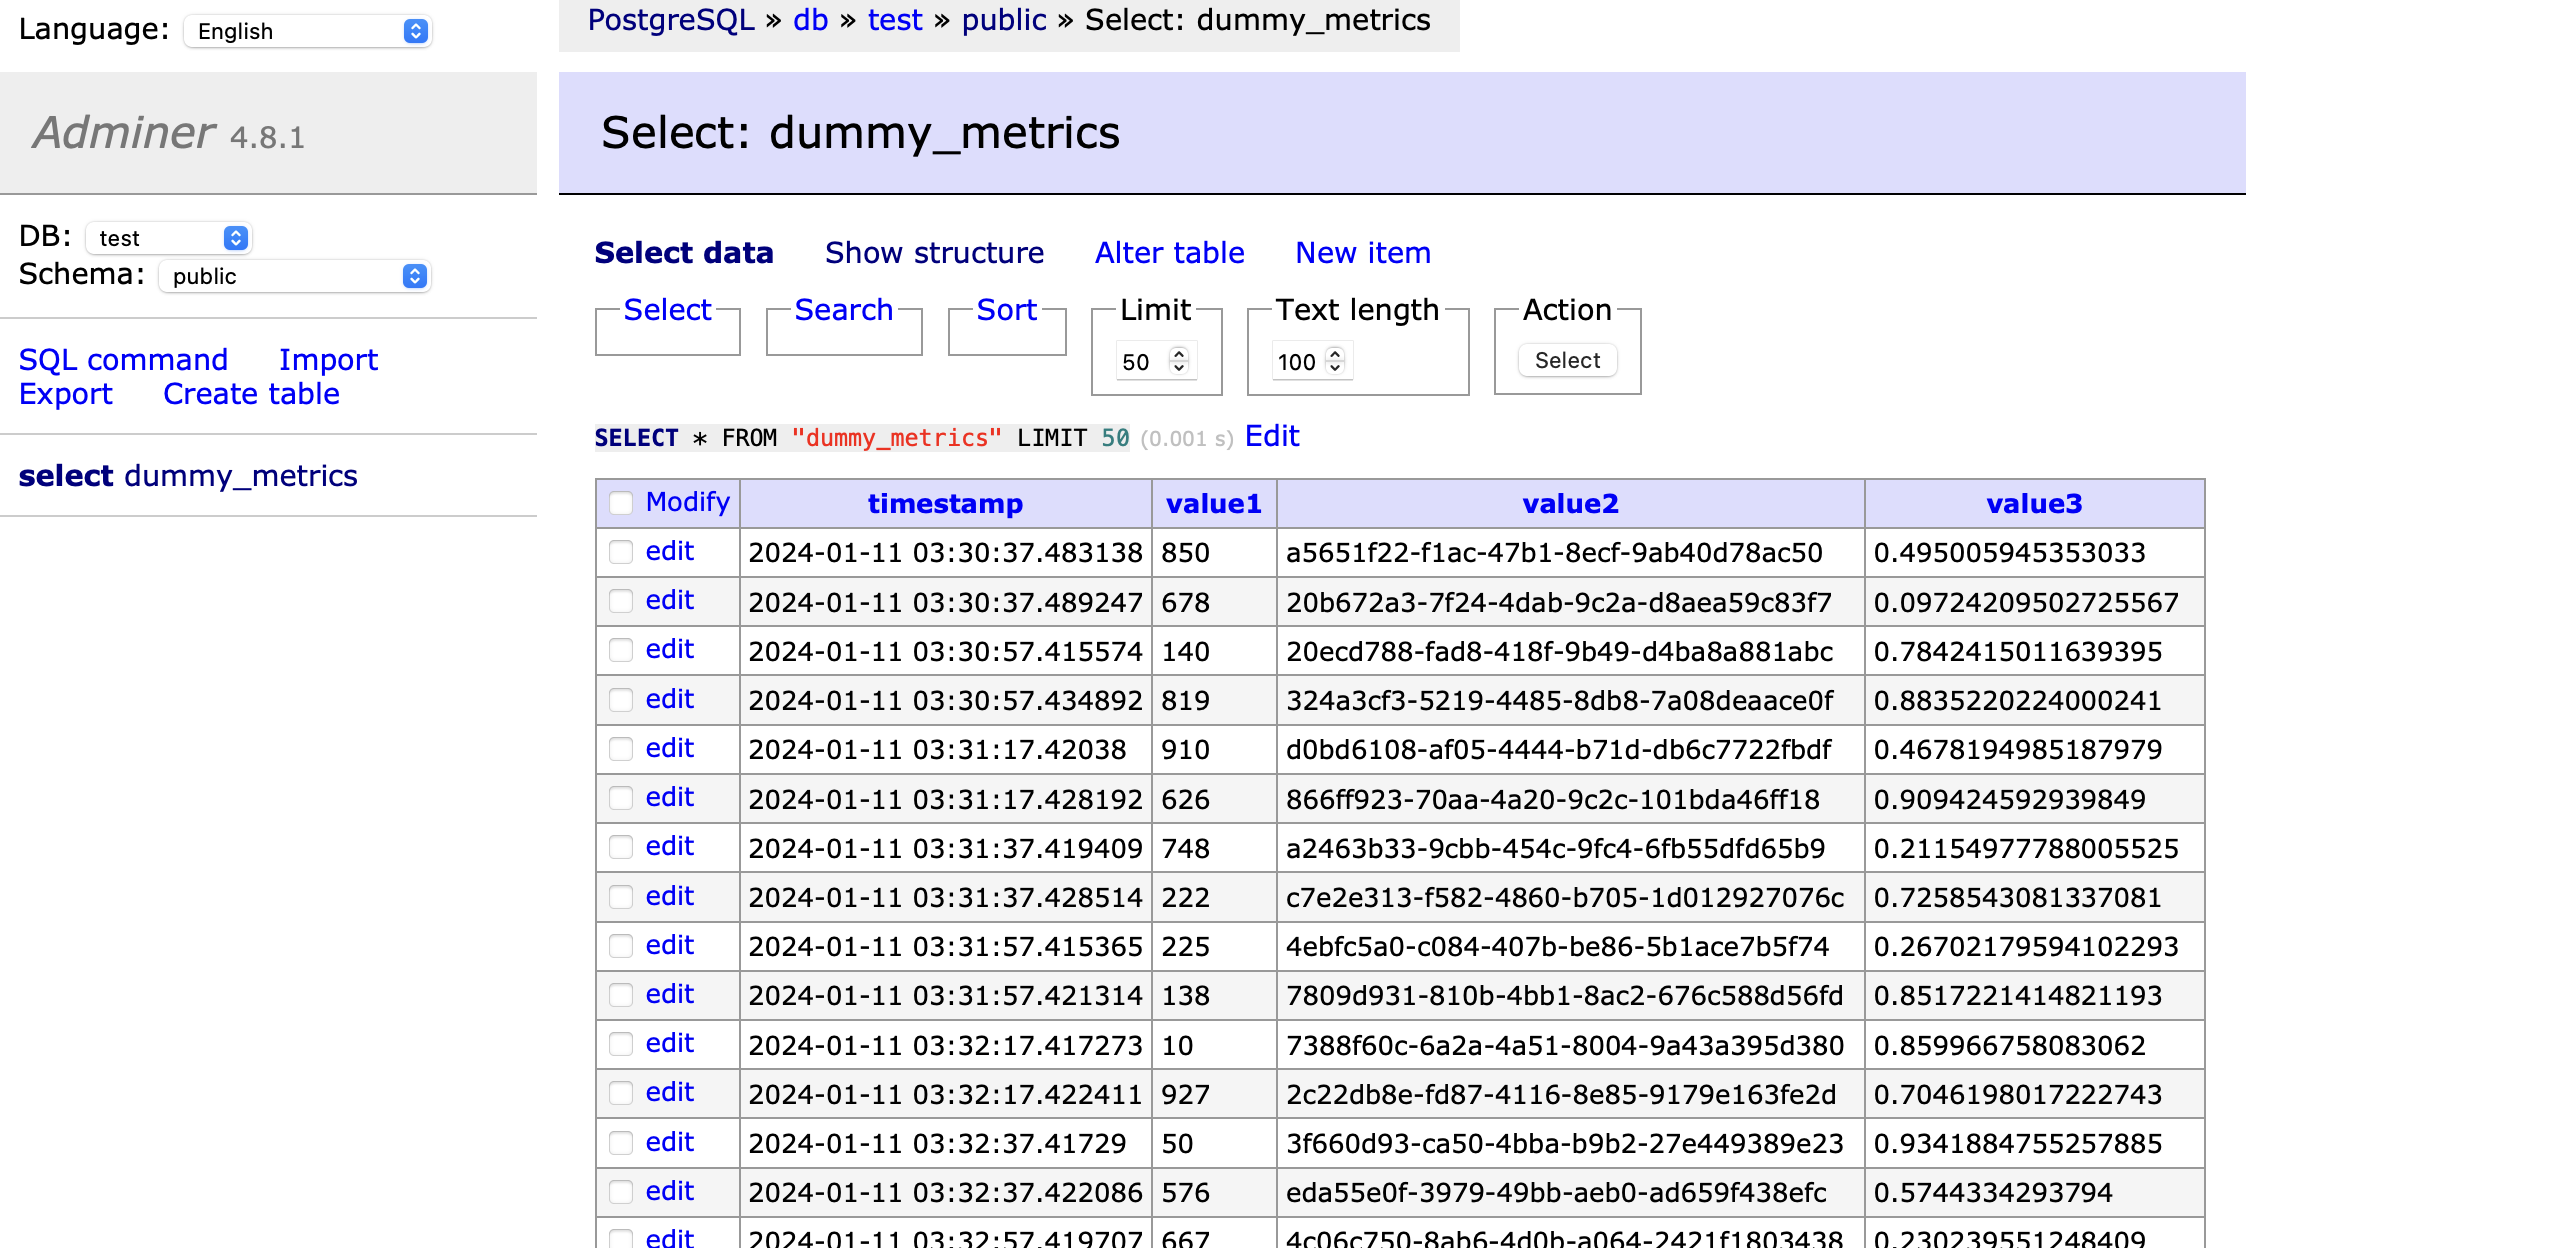 Language: English
PostgreSQL » db » test » public » Select: dummy_metrics
Adminer 4.8.1
Select: dummy_metrics
DB: test
Schema: public
SQL command Import
Export Create table
select dummy_metrics
Select data Show structure Alter table New item
Select Search Sort Limit Text length Action
50 100 Select
SELECT * FROM "dummy_metrics" LIMIT 50 (0.001 s) Edit
Modify timestamp value1 value2 value3
edit 2024-01-11 03:30:37.483138 850 a5651f22-f1ac-47b1-8ecf-9ab40d78ac50 0.495005945353033
edit 2024-01-11 03:30:37.489247 678 20b672a3-7f24-4dab-9c2a-d8aea59c83f7 0.09724209502725567
edit 2024-01-11 03:30:57.415574 140 20ecd788-fad8-418f-9b49-d4ba8a881abc 0.7842415011639395
edit 2024-01-11 03:30:57.434892 819 324a3cf3-5219-4485-8db8-7a08deaace0f 0.8835220224000241
edit 2024-01-11 03:31:17.42038 910 d0bd6108-af05-4444-b71d-db6c7722fbdf 0.4678194985187979
edit 2024-01-11 03:31:17.428192 626 866ff923-70aa-4a20-9c2c-101bda46ff18 0.909424592939849
edit 2024-01-11 03:31:37.419409 748 a2463b33-9cbb-454c-9fc4-6fb55dfd65b9 0.21154977788005525
edit 2024-01-11 03:31:37.428514 222 c7e2e313-f582-4860-b705-1d012927076c 0.7258543081337081
edit 2024-01-11 03:31:57.415365 225 4ebfc5a0-c084-407b-be86-5b1ace7b5f74 0.26702179594102293
edit 2024-01-11 03:31:57.421314 138 7809d931-810b-4bb1-8ac2-676c588d56fd 0.8517221414821193
edit 2024-01-11 03:32:17.417273 10 7388f60c-6a2a-4a51-8004-9a43a395d380 0.859966758083062
edit 2024-01-11 03:32:17.422411 927 2c22db8e-fd87-4116-8e85-9179e163fe2d 0.7046198017222743
edit 2024-01-11 03:32:37.41729 50 3f660d93-ca50-4bba-b9b2-27e449389e23 0.9341884755257885
edit 2024-01-11 03:32:37.422086 576 eda55e0f-3979-49bb-aeb0-ad659f438efc 0.5744334293794
edit 2024-01-11 03:32:57.419707 667 4c06c750-8ab6-4d0b-a064-2421f1803438 0.230239551248409